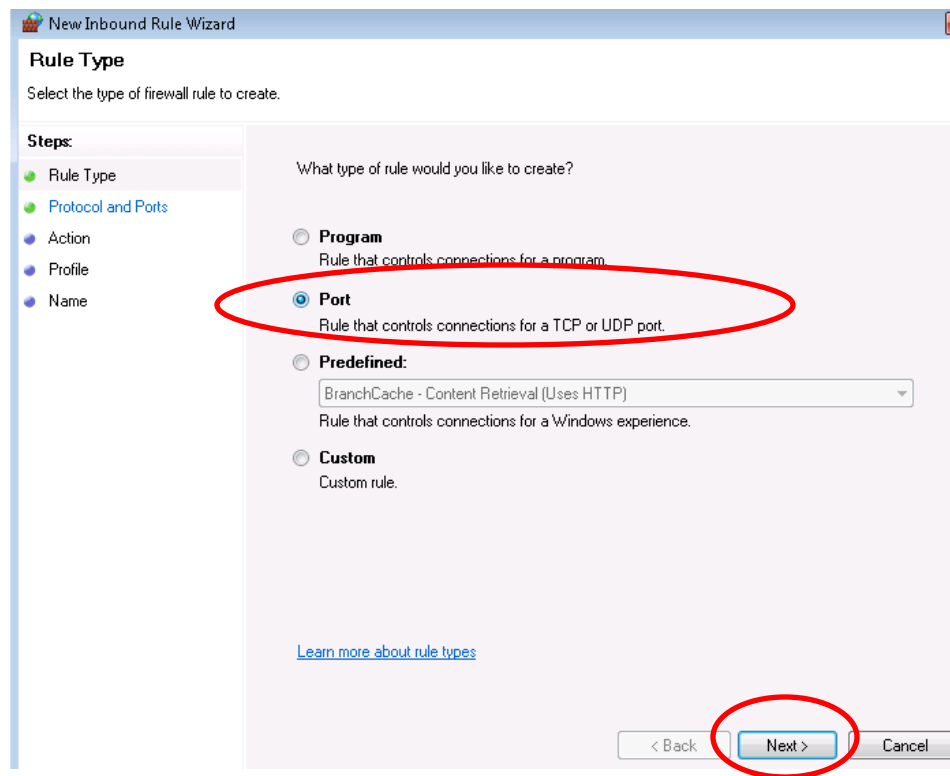 New Inbound Rule Wizard
Rule Type
Select the type of firewall rule to create.
Steps:
Rule Type
Protocol and Ports
Action
Profile
Name
What type of rule would you like to create?
Program
Rule that controls connections for a program.
Port
Rule that controls connections for a TCP or UDP port.
Predefined:
BranchCache - Content Retrieval (Uses HTTP)
Rule that controls connections for a Windows experience.
Custom
Custom rule.
Learn more about rule types
< Back Next > Cancel